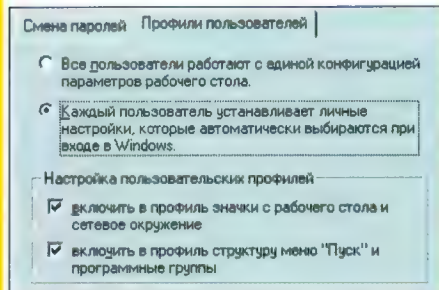 Смена паролей Профили пользователей
Все пользователи работают с единой конфигурацией
параметров рабочего стола.
Каждый пользователь устанавливает личные
настройки, которые автоматически выбираются при
входе в Windows.
Настройка пользовательских профилей
включить в профиль значки с рабочего стола и
сетевое окружение
включить в профиль структуру меню "Пуск" и
программные группы